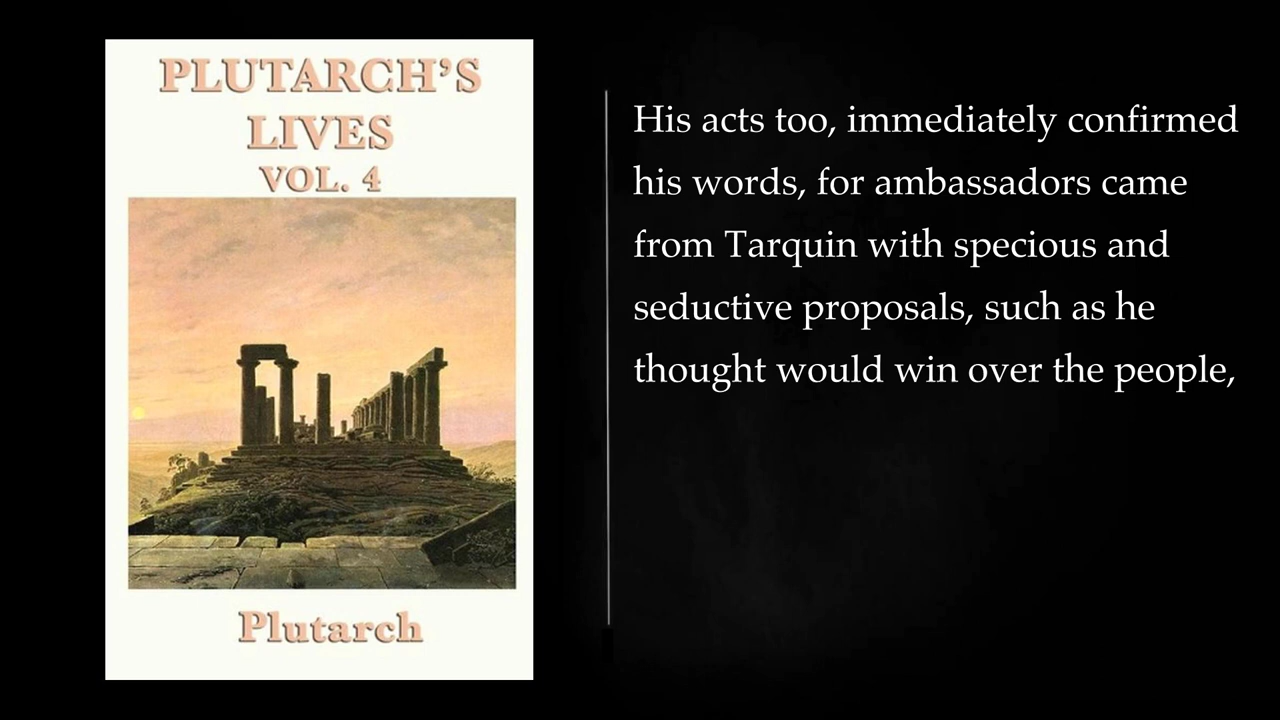 PLUTARCH'S
LIVES
VOL. 4
Plutarch
His acts too, immediately confirmed
his words, for ambassadors came
from Tarquin with specious and
seductive proposals, such as he
thought would win over the people,